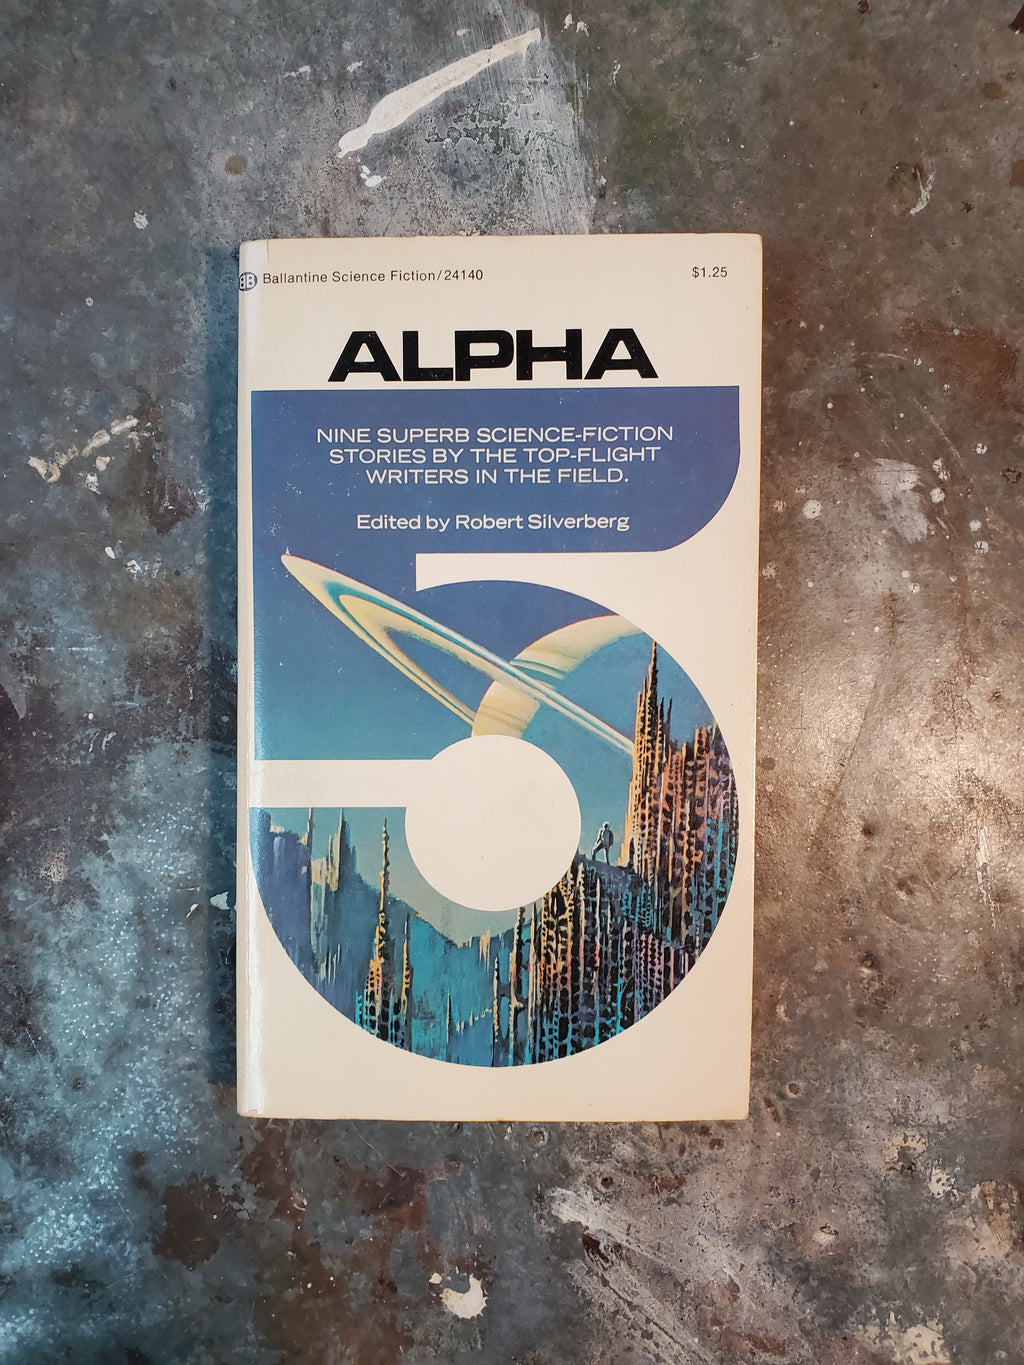 BB Ballantine Science Fiction/24140 $1.25
ALPHA
5
NINE SUPERB SCIENCE-FICTION
STORIES BY THE TOP-FLIGHT
WRITERS IN THE FIELD.
Edited by Robert Silverberg